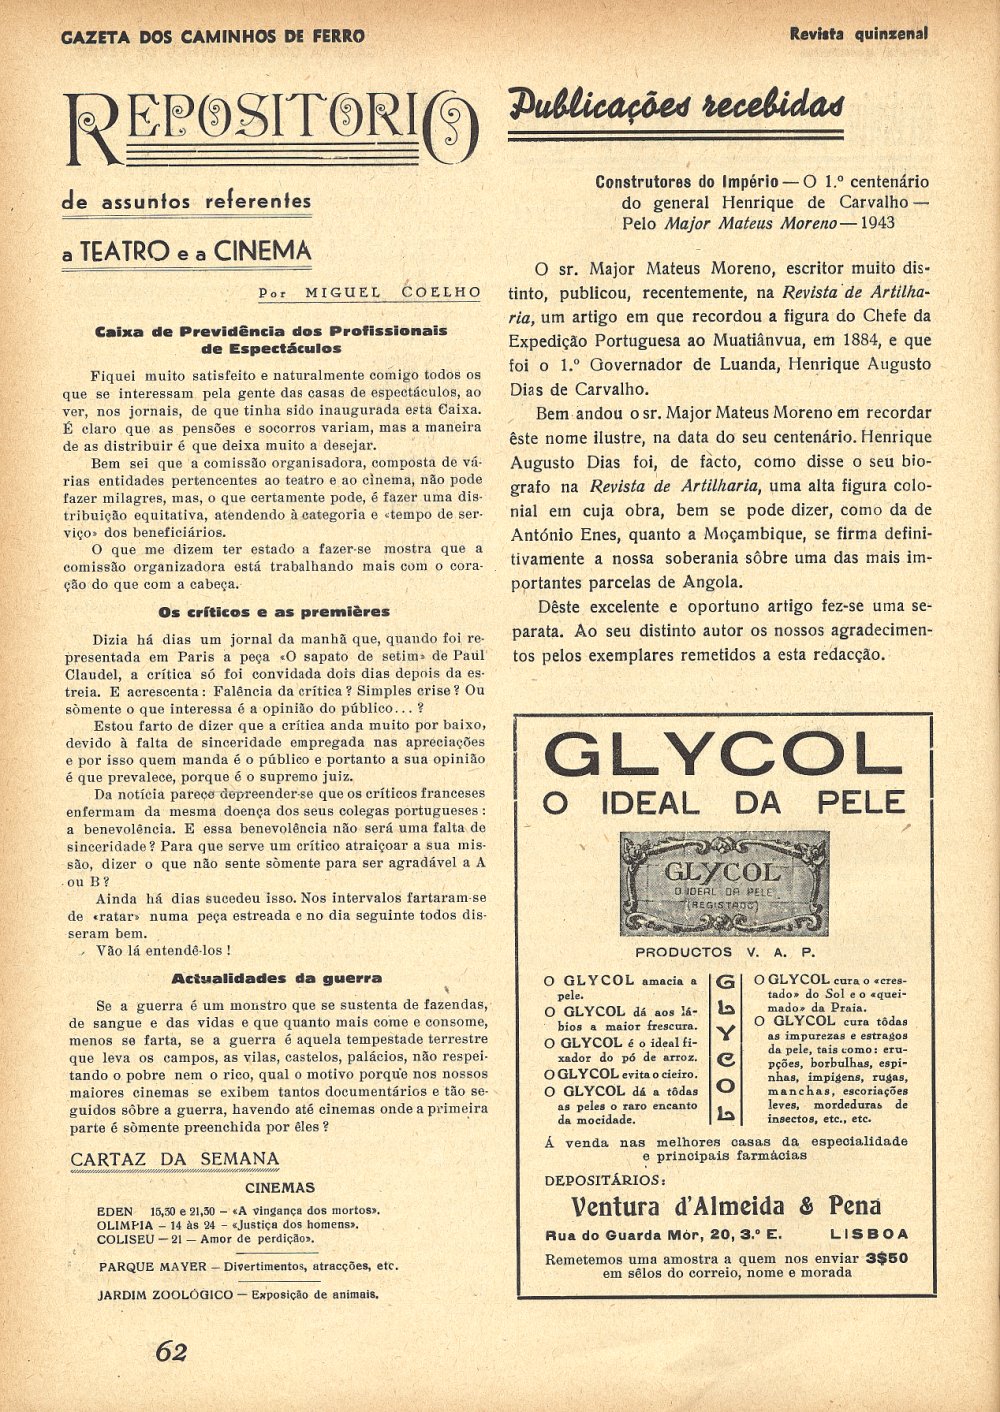 GAZETA DOS CAMINHOS DE FERRO
Revista quinzenal
REPOSITORIO
de assuntos referentes
a TEATRO e a CINEMA
Por MIGUEL COELHO
Caixa de Previdência dos Profissionais
de Espectáculos
Fiquei muito satisfeito e naturalmente comigo todos os
que se interessam pela gente das casas de espectáculos, ao
ver, nos jornais, de que tinha sido inaugurada esta Caixa.
É claro que as pensões e socorros variam, mas a maneira
de as distribuir é que deixa muito a desejar.
Bem sei que a comissão organisadora, composta de vá-
rias entidades pertencentes ao teatro e ao cinema, não pode
fazer milagres, mas, o que certamente pode, é fazer uma dis-
tribuição equitativa, atendendo à categoria e «tempo de ser-
viço» dos beneficiários.
O que me dizem ter estado a fazer-se mostra que a
comissão organizadora está trabalhando mais com o cora-
ção do que com a cabeça.
Os críticos e as premières
Dizia há dias um jornal da manhã que, quando foi re-
presentada em Paris a peça «O sapato de setim» de Paul
Claudel, a crítica só foi convidada dois dias depois da es-
treia. E acrescenta: Falência da crítica? Simples crise? Ou
sòmente o que interessa é a opinião do público...?
Estou farto de dizer que a crítica anda muito por baixo,
devido à falta de sinceridade empregada nas apreciações
e por isso quem manda é o público e portanto a sua opinião
é que prevalece, porque é o supremo juiz.
Da notícia parece depreender-se que os críticos franceses
enfermam da mesma doença dos seus colegas portugueses:
a benevolência. E essa benevolência não será uma falta de
sinceridade? Para que serve um crítico atraiçoar a sua mis-
são, dizer o que não sente sòmente para ser agradável a A
ou B?
Ainda há dias sucedeu isso. Nos intervalos fartaram-se
de «ratar» numa peça estreada e no dia seguinte todos dis-
seram bem.
Vão lá entendê-los!
Actualidades da guerra
Se a guerra é um monstro que se sustenta de fazendas,
de sangue e das vidas e que quanto mais come e consome,
menos se farta, se a guerra é aquela tempestade terrestre
que leva os campos, as vilas, castelos, palácios, não respei-
tando o pobre nem o rico, qual o motivo porque nos nossos
maiores cinemas se exibem tantos documentários e tão se-
guidos sôbre a guerra, havendo até cinemas onde a primeira
parte é sòmente preenchida por êles?
CARTAZ DA SEMANA
CINEMAS
EDEN 15,30 e 21,30 — «A vingança dos mortos».
OLIMPIA — 14 às 24 — «Justiça dos homens».
COLISEU — 21 — Amor de perdição».
PARQUE MAYER — Divertimentos, atracções, etc.
JARDIM ZOOLÓGICO — Exposição de animais.
62
Publicações recebidas
Construtores do Império — O 1.º centenário
do general Henrique de Carvalho —
Pelo Major Mateus Moreno — 1943
O sr. Major Mateus Moreno, escritor muito dis-
tinto, publicou, recentemente, na Revista de Artilha-
ria, um artigo em que recordou a figura do Chefe da
Expedição Portuguesa ao Muatiânvua, em 1884, e que
foi o 1.º Governador de Luanda, Henrique Augusto
Dias de Carvalho.
Bem andou o sr. Major Mateus Moreno em recordar
êste nome ilustre, na data do seu centenário. Henrique
Augusto Dias foi, de facto, como disse o seu bio-
grafo na Revista de Artilharia, uma alta figura colo-
nial em cuja obra, bem se pode dizer, como da de
António Enes, quanto a Moçambique, se firma defini-
tivamente a nossa soberania sôbre uma das mais im-
portantes parcelas de Angola.
Dêste excelente e oportuno artigo fez-se uma se-
parata. Ao seu distinto autor os nossos agradecimen-
tos pelos exemplares remetidos a esta redacção.
GLYCOL
O IDEAL DA PELE
GLYCOL
O IDEAL DA PELE
(REGISTADO)
PRODUCTOS V. A. P.
O GLYCOL amacia a
pele.
O GLYCOL dá aos lá-
bios a maior frescura.
O GLYCOL é o ideal fi-
xador do pó de arroz.
O GLYCOL evita o cieiro.
O GLYCOL dá a tôdas
as peles o raro encanto
da mocidade.
GLYCOL
O GLYCOL cura o «cres-
tado» do Sol e o «quei-
mado» da Praia.
O GLYCOL cura tôdas
as impurezas e estragos
da pele, tais como: eru-
pções, borbulhas, espi-
nhas, impigens, rugas,
manchas, escoriações
leves, mordeduras de
insectos, etc., etc.
Á venda nas melhores casas da especialidade
e principais farmácias
DEPOSITÁRIOS:
Ventura d'Almeida & Pena
Rua do Guarda Mór, 20, 3.º E. LISBOA
Remetemos uma amostra a quem nos enviar 3$50
em sêlos do correio, nome e morada